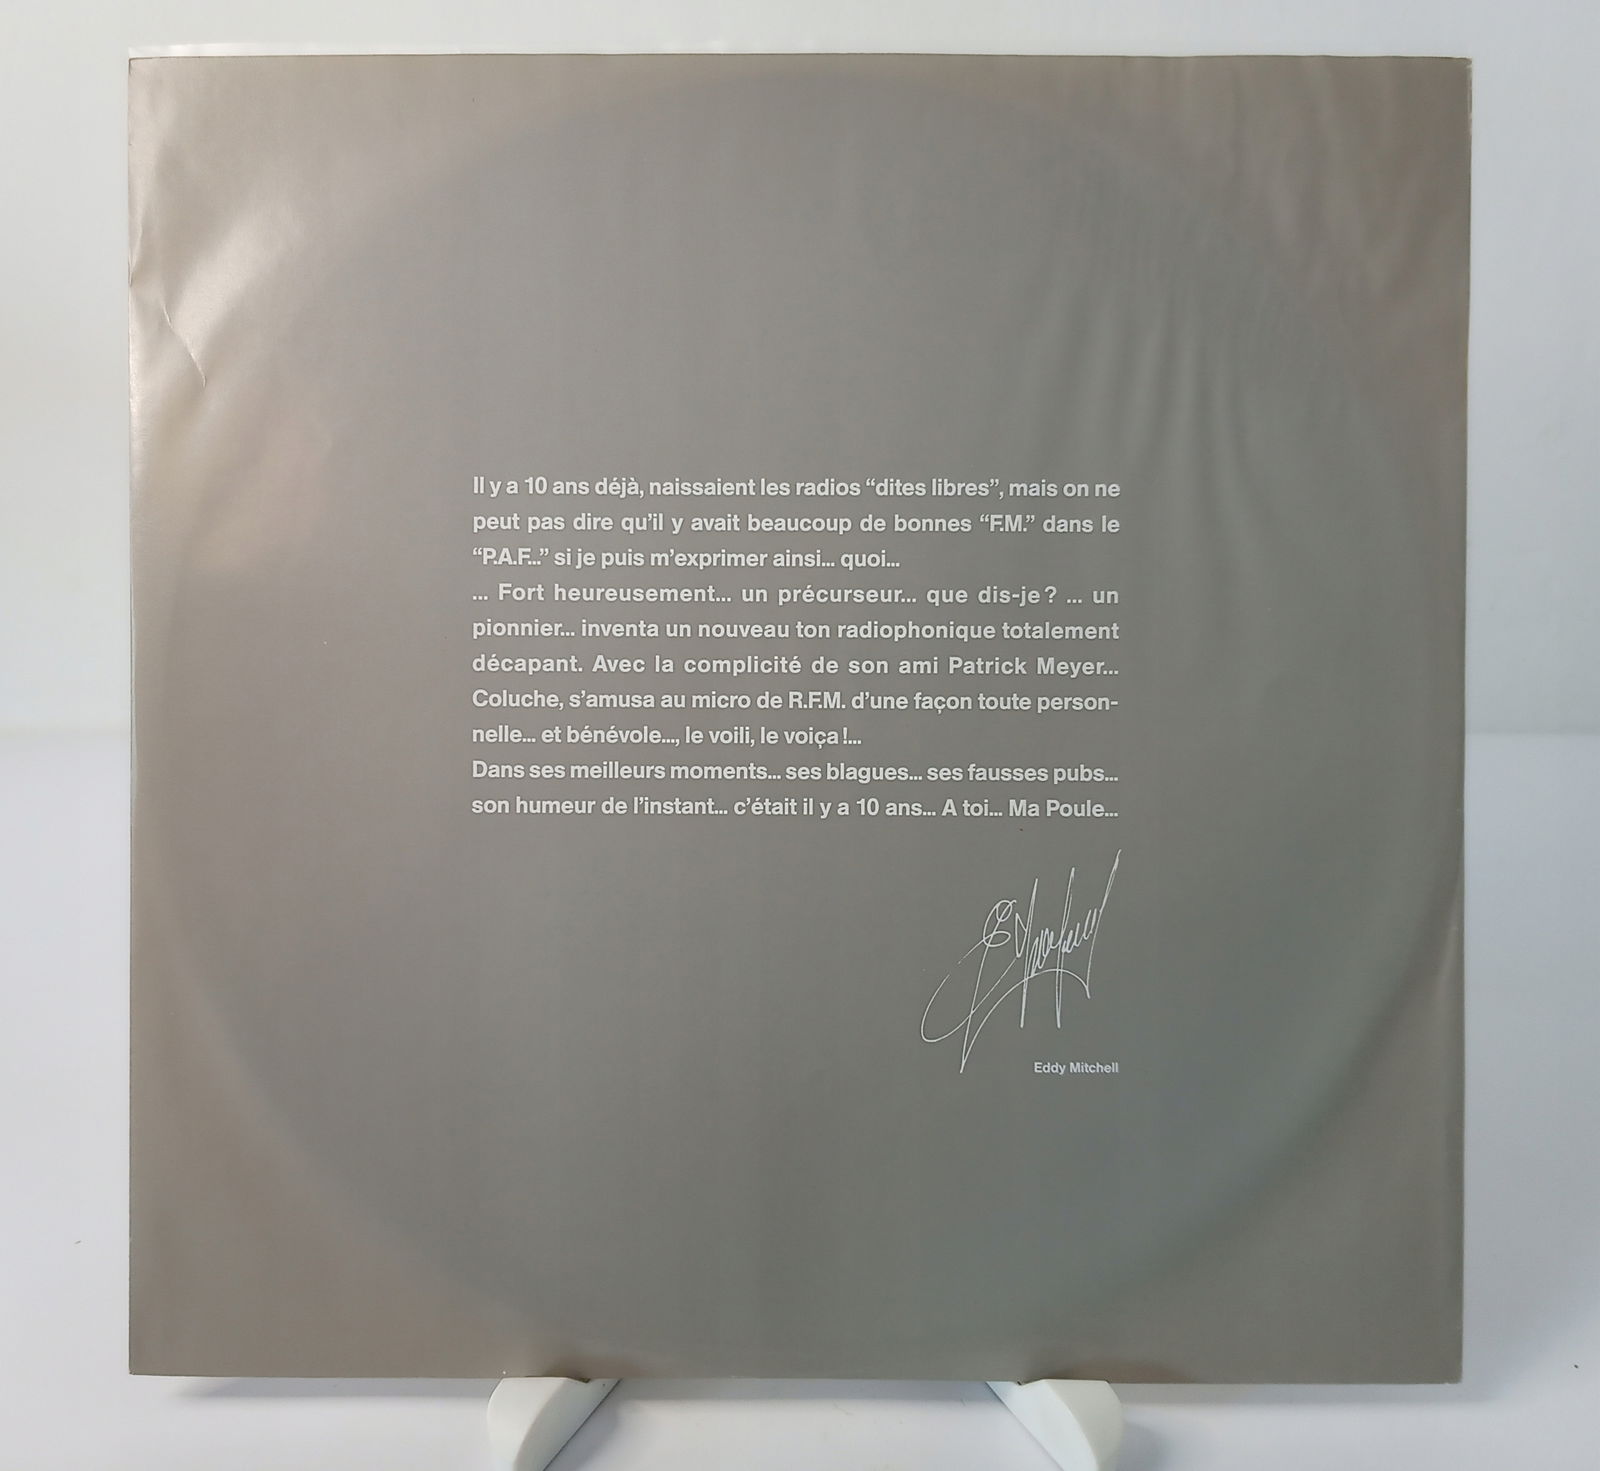 Il y a 10 ans déjà, naissaient les radios “dites libres”, mais on ne
peut pas dire qu’il y avait beaucoup de bonnes “F.M.” dans le
“P.A.F...” si je puis m’exprimer ainsi... quoi...
... Fort heureusement... un précurseur... que dis-je ? ... un
pionnier... inventa un nouveau ton radiophonique totalement
décapant. Avec la complicité de son ami Patrick Meyer...
Coluche, s’amusa au micro de R.F.M. d’une façon toute person-
nelle... et bénévole..., le voili, le voiça !...
Dans ses meilleurs moments... ses blagues... ses fausses pubs...
son humeur de l’instant... c’était il y a 10 ans... A toi... Ma Poule...
Eddy Mitchell